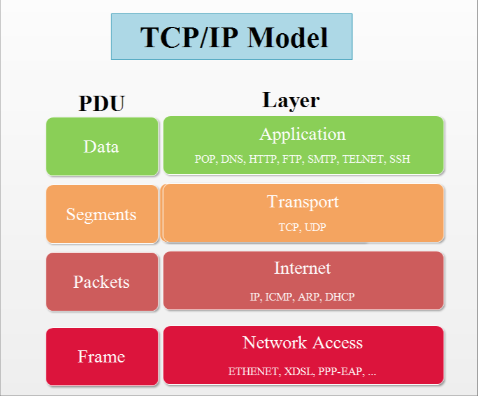 TCP/IP Model
PDU
Layer
Data
Application
POP, DNS, HTTP, FTP, SMTP, TELNET, SSH
Segments
Transport
TCP, UDP
Packets
Internet
IP, ICMP, ARP, DHCP
Frame
Network Access
ETHENET, XDSL, PPP-EAP, ...